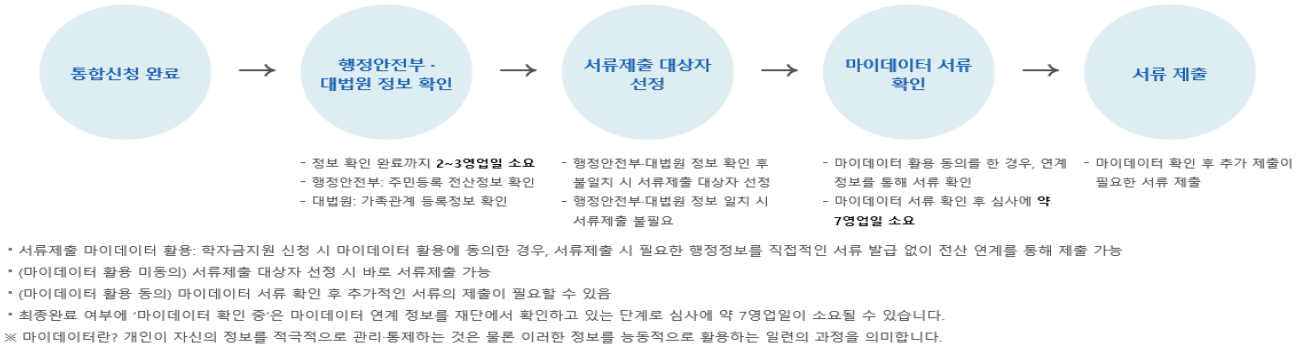 통합신청 완료
→
행정안전부 ·
대법원 정보 확인
→
서류제출 대상자
선정
→
마이데이터 서류
확인
→
서류 제출
- 정보 확인 완료까지 2~3영업일 소요
- 행정안전부: 주민등록 전산정보 확인
- 대법원: 가족관계 등록정보 확인
- 행정안전부·대법원 정보 확인 후
불일치 시 서류제출 대상자 선정
- 행정안전부·대법원 정보 일치 시
서류제출 불필요
- 마이데이터 활용 동의를 한 경우, 연계
정보를 통해 서류 확인
- 마이데이터 서류 확인 후 심사에 약
7영업일 소요
- 마이데이터 확인 후 추가 제출이
필요한 서류 제출
* 서류제출 마이데이터 활용: 학자금지원 신청 시 마이데이터 활용에 동의한 경우, 서류제출 시 필요한 행정정보를 직접적인 서류 발급 없이 전산 연계를 통해 제출 가능
* (마이데이터 활용 미동의) 서류제출 대상자 선정 시 바로 서류제출 가능
* (마이데이터 활용 동의) 마이데이터 서류 확인 후 추가적인 서류의 제출이 필요할 수 있음
* 최종완료 여부에 '마이데이터 확인 중'은 마이데이터 연계 정보를 재단에서 확인하고 있는 단계로 심사에 약 7영업일이 소요될 수 있습니다.
※ 마이데이터란? 개인이 자신의 정보를 적극적으로 관리·통제하는 것은 물론 이러한 정보를 능동적으로 활용하는 일련의 과정을 의미합니다.